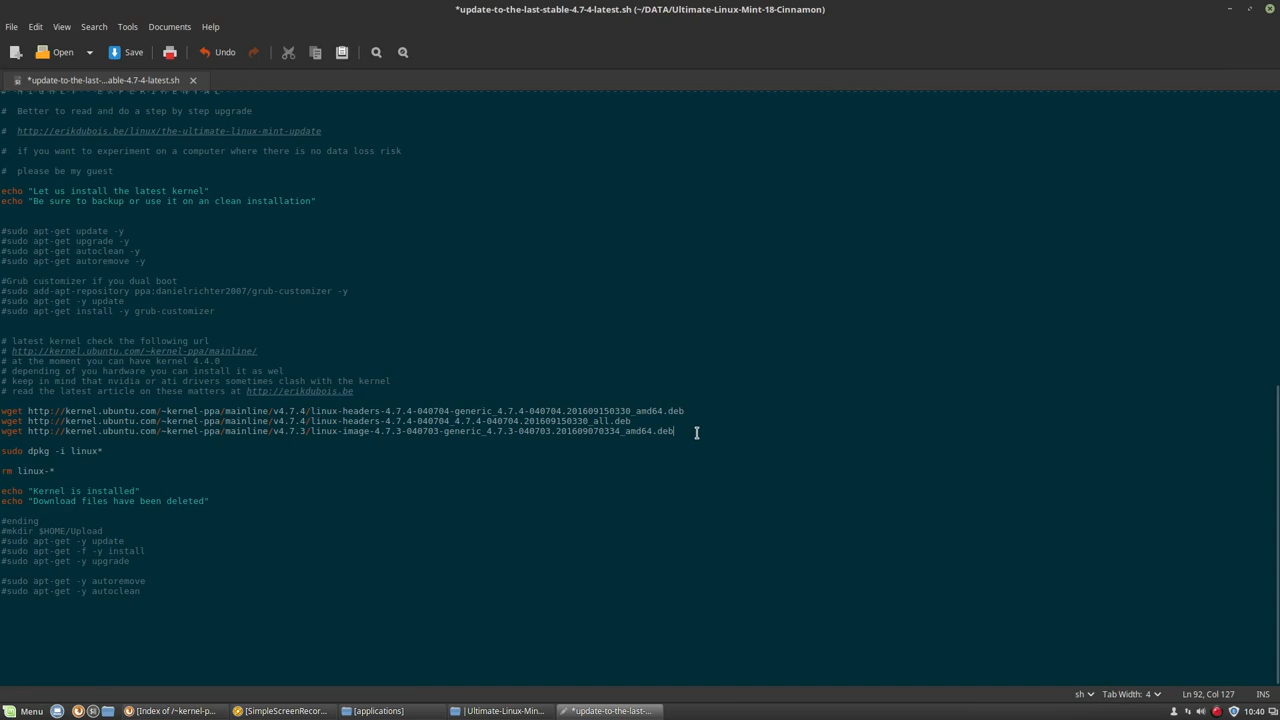 *update-to-the-last-stable-4.7-4-latest.sh (~/DATA/Ultimate-Linux-Mint-18-Cinnamon)
File Edit View Search Tools Documents Help
Open Save Undo
*update-to-the-last-...able-4.7-4-latest.sh
# Better to read and do a step by step upgrade
# http://erikdubois.be/linux/the-ultimate-linux-mint-update
# if you want to experiment on a computer where there is no data loss risk
# please be my guest
echo "Let us install the latest kernel"
echo "Be sure to backup or use it on an clean installation"
#sudo apt-get update -y
#sudo apt-get upgrade -y
#sudo apt-get autoclean -y
#sudo apt-get autoremove -y
#Grub customizer if you dual boot
#sudo add-apt-repository ppa:danielrichter2007/grub-customizer -y
#sudo apt-get -y update
#sudo apt-get install -y grub-customizer
# latest kernel check the following url
# http://kernel.ubuntu.com/~kernel-ppa/mainline/
# at the moment you can have kernel 4.4.0
# depending of you hardware you can install it as wel
# keep in mind that nvidia or ati drivers sometimes clash with the kernel
# read the latest article on these matters at http://erikdubois.be
wget http://kernel.ubuntu.com/~kernel-ppa/mainline/v4.7.4/linux-headers-4.7.4-040704-generic_4.7.4-040704.201609150330_amd64.deb
wget http://kernel.ubuntu.com/~kernel-ppa/mainline/v4.7.4/linux-headers-4.7.4-040704_4.7.4-040704.201609150330_all.deb
wget http://kernel.ubuntu.com/~kernel-ppa/mainline/v4.7.3/linux-image-4.7.3-040703-generic_4.7.3-040703.201609070334_amd64.deb
sudo dpkg -i linux*
rm linux-*
echo "Kernel is installed"
echo "Download files have been deleted"
#ending
#mkdir $HOME/Upload
#sudo apt-get -y update
#sudo apt-get -f -y install
#sudo apt-get -y upgrade
#sudo apt-get -y autoremove
#sudo apt-get -y autoclean
sh Tab Width: 4 Ln 92, Col 127 INS
Menu [Index of /~kernel-p... [SimpleScreenRecor... [applications] [Ultimate-Linux-Min... *update-to-the-last-... 10:40